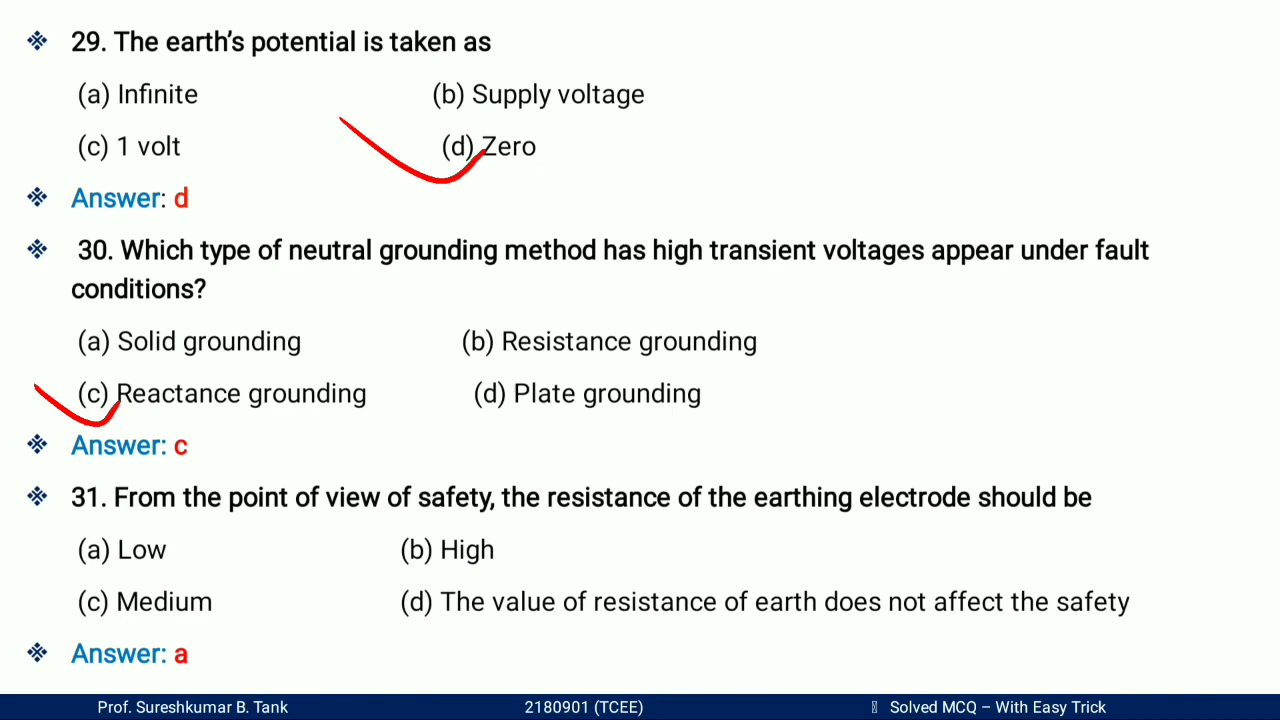 ❖ 29. The earth’s potential is taken as
(a) Infinite (b) Supply voltage
(c) 1 volt (d) Zero
❖ Answer: d
❖ 30. Which type of neutral grounding method has high transient voltages appear under fault
conditions?
(a) Solid grounding (b) Resistance grounding
(c) Reactance grounding (d) Plate grounding
❖ Answer: c
❖ 31. From the point of view of safety, the resistance of the earthing electrode should be
(a) Low (b) High
(c) Medium (d) The value of resistance of earth does not affect the safety
❖ Answer: a
Prof. Sureshkumar B. Tank 2180901 (TCEE) Solved MCQ – With Easy Trick